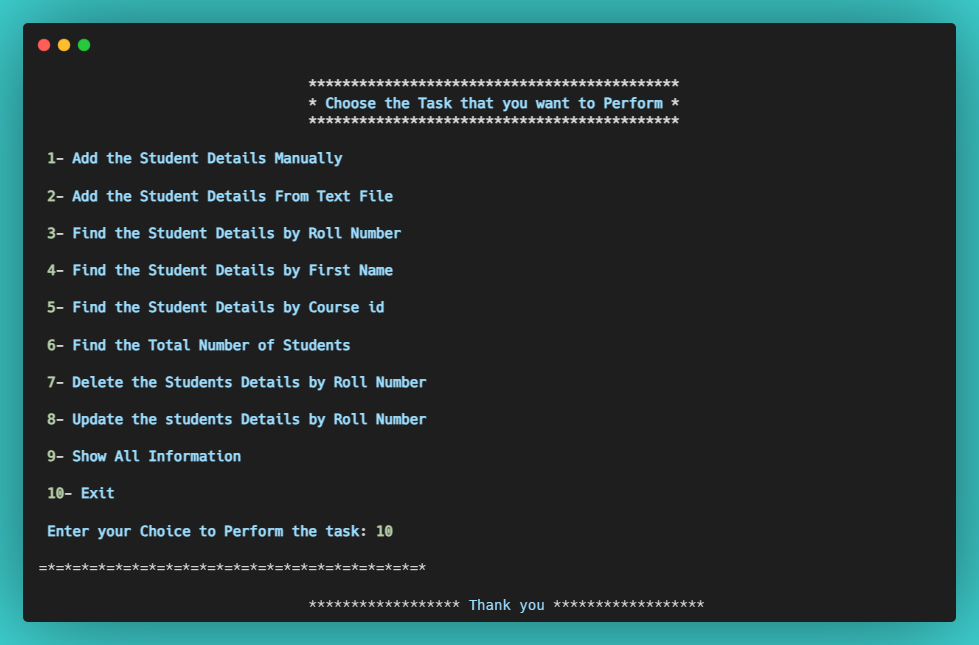 ********************************************
* Choose the Task that you want to Perform *
********************************************
1- Add the Student Details Manually
2- Add the Student Details From Text File
3- Find the Student Details by Roll Number
4- Find the Student Details by First Name
5- Find the Student Details by Course id
6- Find the Total Number of Students
7- Delete the Students Details by Roll Number
8- Update the students Details by Roll Number
9- Show All Information
10- Exit
Enter your Choice to Perform the task: 10
=*=*=*=*=*=*=*=*=*=*=*=*=*=*=*=*=*=*=*=*=*=*=*
****************** Thank you ******************